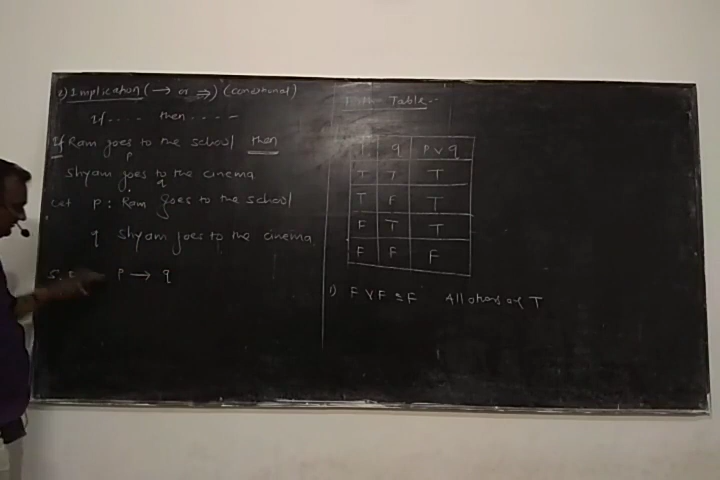 2) Implication (→ or ⇒) (conditional)
If .... then ....
If Ram goes to the school then
p
Shyam goes to the cinema
q
Let p : Ram goes to the school
q Shyam goes to the cinema.
p → q
Table
q p v q
T T T
T F T
F T T
F F F
1) F v F ≅ F All others are T